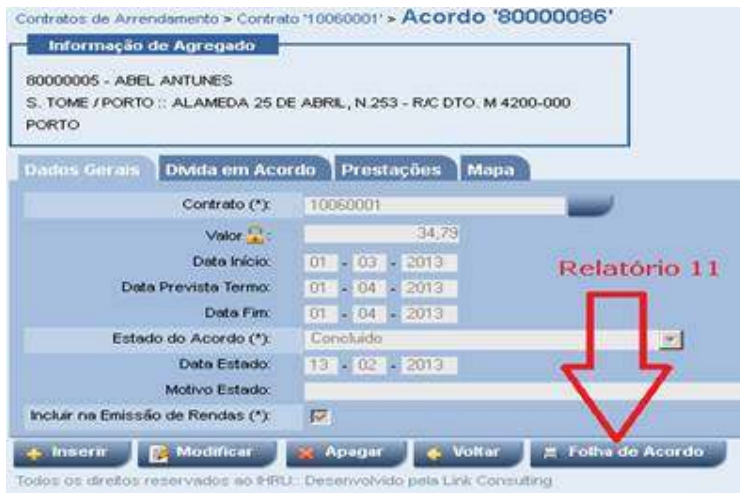 Contratos de Arrendamento > Contrato '10060001' > Acordo '80000086'
Informação de Agregado
80000005 - ABEL ANTUNES
S. TOME / PORTO :: ALAMEDA 25 DE ABRIL, N.253 - R/C DTO. M 4200-000
PORTO
Dados Gerais Dívida em Acordo Prestações Mapa
Contrato (*): 10060001
Valor : 34,79
Data Início: 01 - 03 - 2013
Relatório 11
Data Prevista Termo: 01 - 04 - 2013
Data Fim: 01 - 04 - 2013
Estado do Acordo (*): Concluído
Data Estado: 13 - 02 - 2013
Motivo Estado:
Incluir na Emissão de Rendas (*):
Inserir Modificar Apagar Voltar Folha de Acordo
Todos os direitos reservados ao IHRU:: Desenvolvido pela Link Consulting